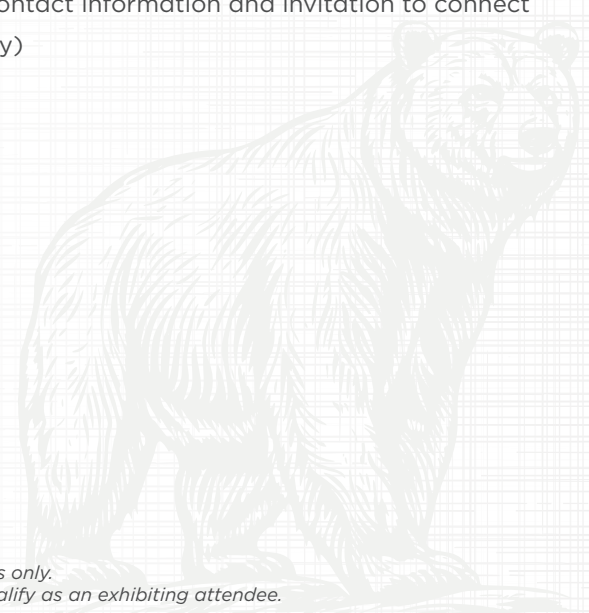 ontact information and invitation to connect
y)
s only.
alify as an exhibiting attendee.